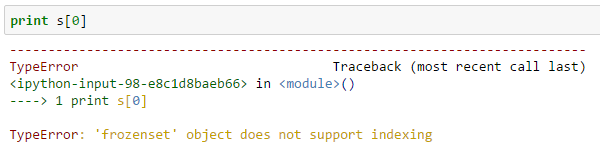 print s[0]
---------------------------------------------------------------------------
TypeError                                 Traceback (most recent call last)
<ipython-input-98-e8c1d8baeb66> in <module>()
----> 1 print s[0]

TypeError: 'frozenset' object does not support indexing